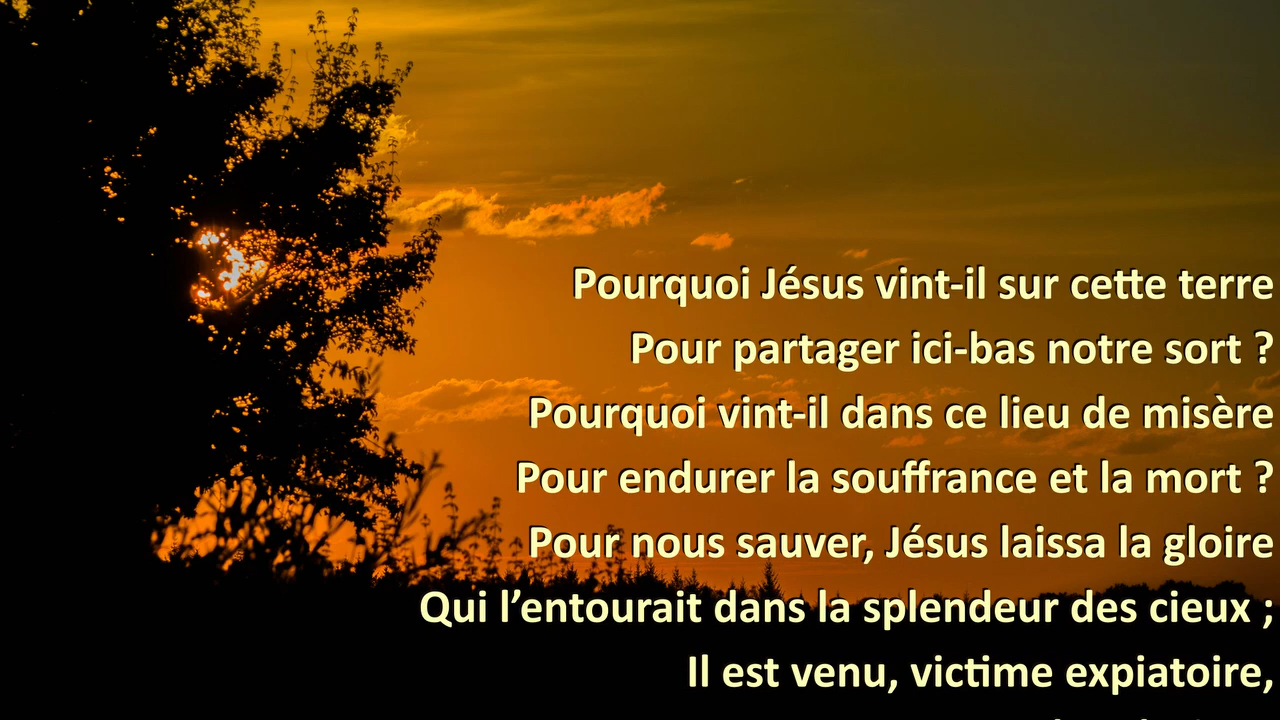 Pourquoi Jésus vint-il sur cette terre
Pour partager ici-bas notre sort ?
Pourquoi vint-il dans ce lieu de misère
Pour endurer la souffrance et la mort ?
Pour nous sauver, Jésus laissa la gloire
Qui l’entourait dans la splendeur des cieux ;
Il est venu, victime expiatoire,